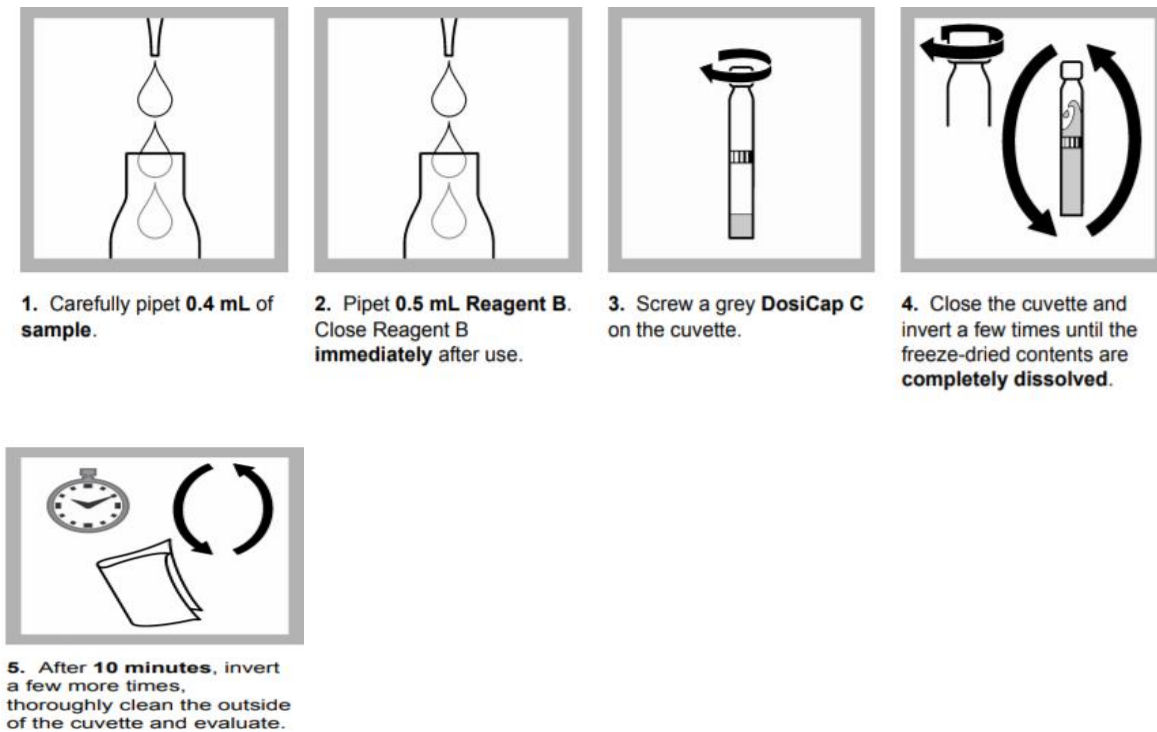 1. Carefully pipet 0.4 mL of
sample.
2. Pipet 0.5 mL Reagent B.
Close Reagent B
immediately after use.
3. Screw a grey DosiCap C
on the cuvette.
4. Close the cuvette and
invert a few times until the
freeze-dried contents are
completely dissolved.
5. After 10 minutes, invert
a few more times,
thoroughly clean the outside
of the cuvette and evaluate.